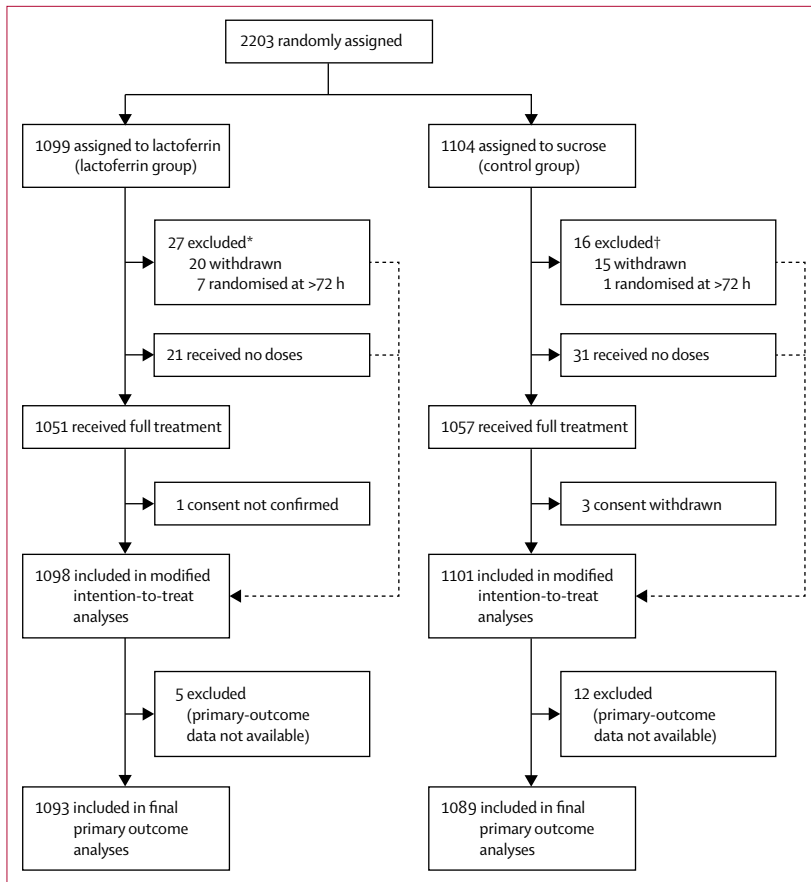 2203 randomly assigned
1099 assigned to lactoferrin
(lactoferrin group)
1104 assigned to sucrose
(control group)
27 excluded*
20 withdrawn
7 randomised at >72 h
16 excluded†
15 withdrawn
1 randomised at >72 h
21 received no doses
31 received no doses
1051 received full treatment
1057 received full treatment
1 consent not confirmed
3 consent withdrawn
1098 included in modified
intention-to-treat
analyses
1101 included in modified
intention-to-treat
analyses
5 excluded
(primary-outcome
data not available)
12 excluded
(primary-outcome
data not available)
1093 included in final
primary outcome
analyses
1089 included in final
primary outcome
analyses